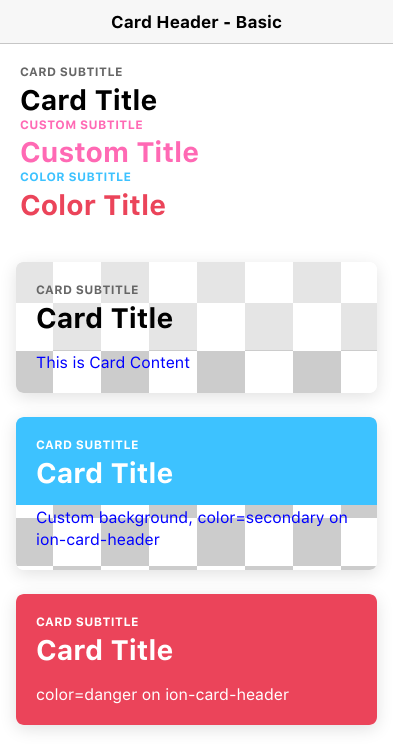 Card Header - Basic
CARD SUBTITLE
Card Title
CUSTOM SUBTITLE
Custom Title
COLOR SUBTITLE
Color Title
CARD SUBTITLE
Card Title
This is Card Content
CARD SUBTITLE
Card Title
Custom background, color=secondary on
ion-card-header
CARD SUBTITLE
Card Title
color=danger on ion-card-header